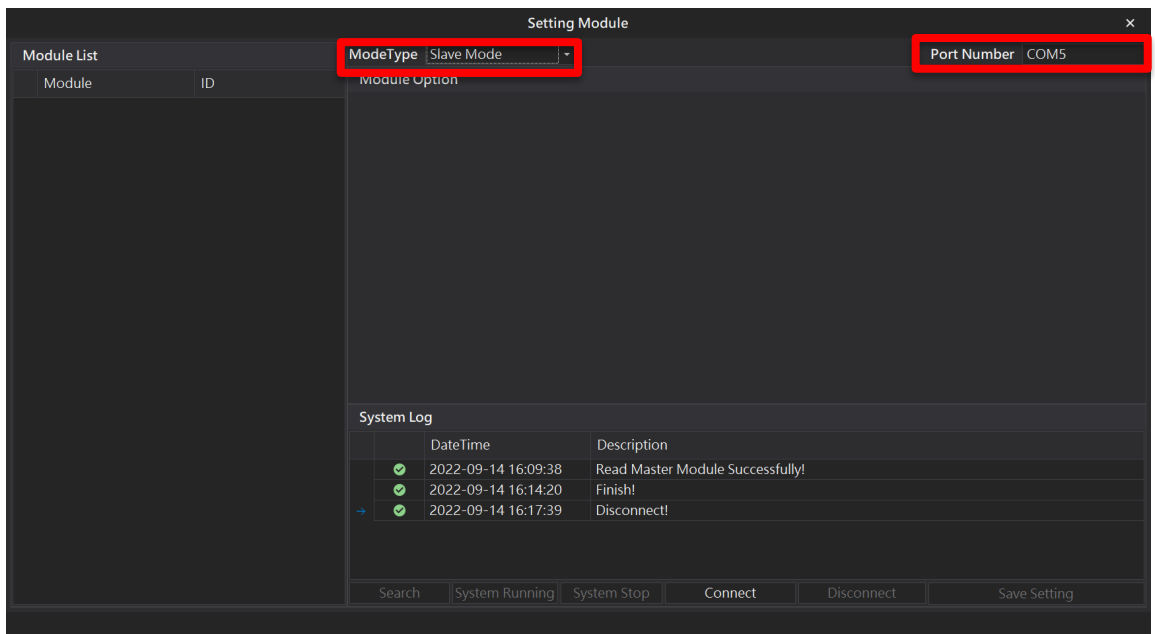 Setting Module ×
Module List
ModeType Slave Mode
Port Number COM5
Module ID
Module Option
System Log
DateTime Description
2022-09-14 16:09:38 Read Master Module Successfully!
2022-09-14 16:14:20 Finish!
2022-09-14 16:17:39 Disconnect!
Search System Running System Stop Connect Disconnect Save Setting